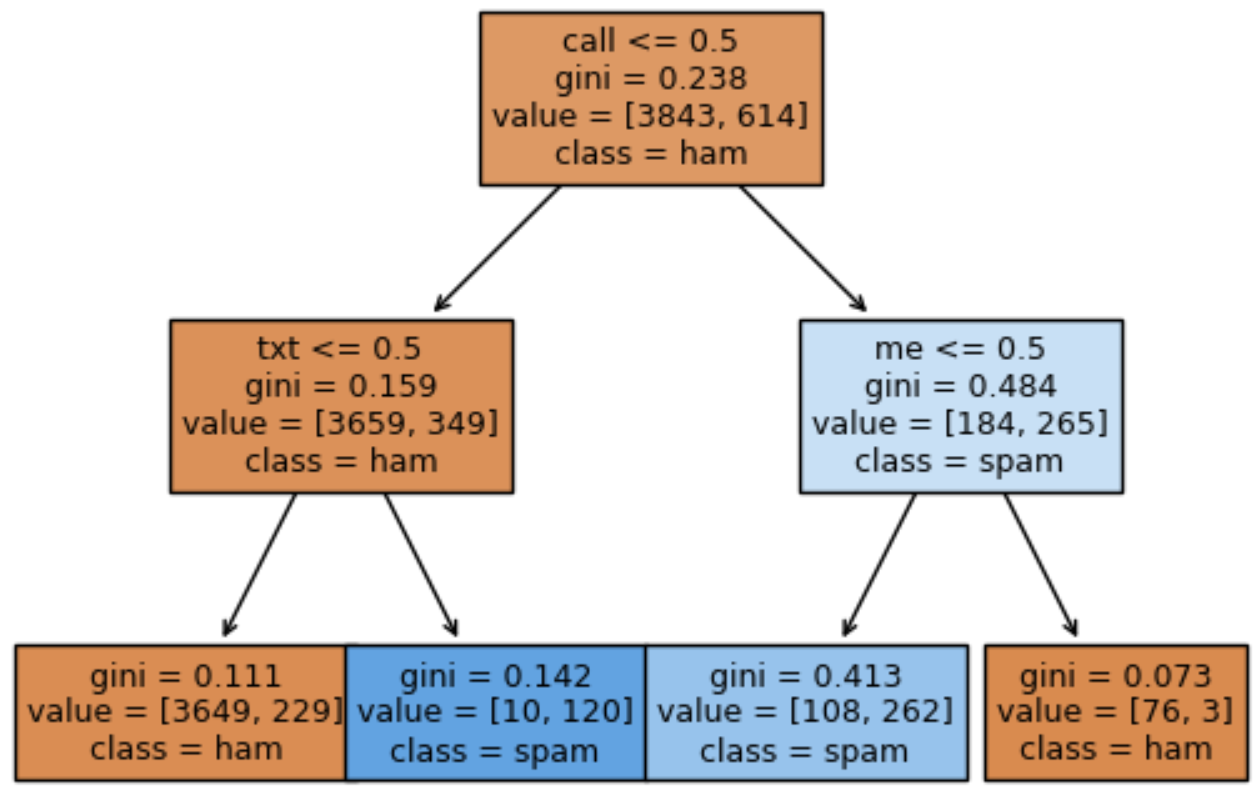 call <= 0.5
gini = 0.238
value = [3843, 614]
class = ham
txt <= 0.5
gini = 0.159
value = [3659, 349]
class = ham
me <= 0.5
gini = 0.484
value = [184, 265]
class = spam
gini = 0.111
value = [3649, 229]
class = ham
gini = 0.142
value = [10, 120]
class = spam
gini = 0.413
value = [108, 262]
class = spam
gini = 0.073
value = [76, 3]
class = ham